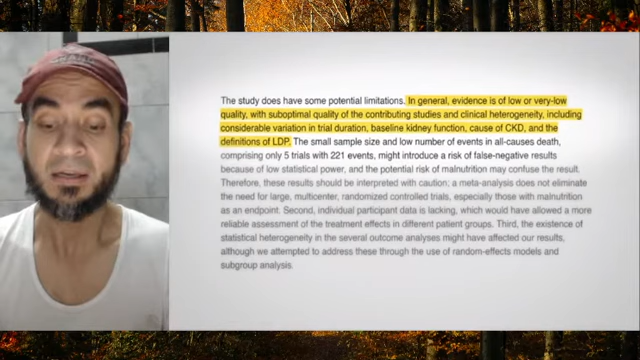 The study does have some potential limitations. In general, evidence is of low or very-low
quality, with suboptimal quality of the contributing studies and clinical heterogeneity, including
considerable variation in trial duration, baseline kidney function, cause of CKD, and the
definitions of LDP. The small sample size and low number of events in all-causes death,
comprising only 5 trials with 221 events, might introduce a risk of false-negative results
because of low statistical power, and the potential risk of malnutrition may confuse the result.
Therefore, these results should be interpreted with caution; a meta-analysis does not eliminate
the need for large, multicenter, randomized controlled trials, especially those with malnutrition
as an endpoint. Second, individual participant data is lacking, which would have allowed a more
reliable assessment of the treatment effects in different patient groups. Third, the existence of
statistical heterogeneity in the several outcome analyses might have affected our results,
although we attempted to address these through the use of random-effects models and
subgroup analysis